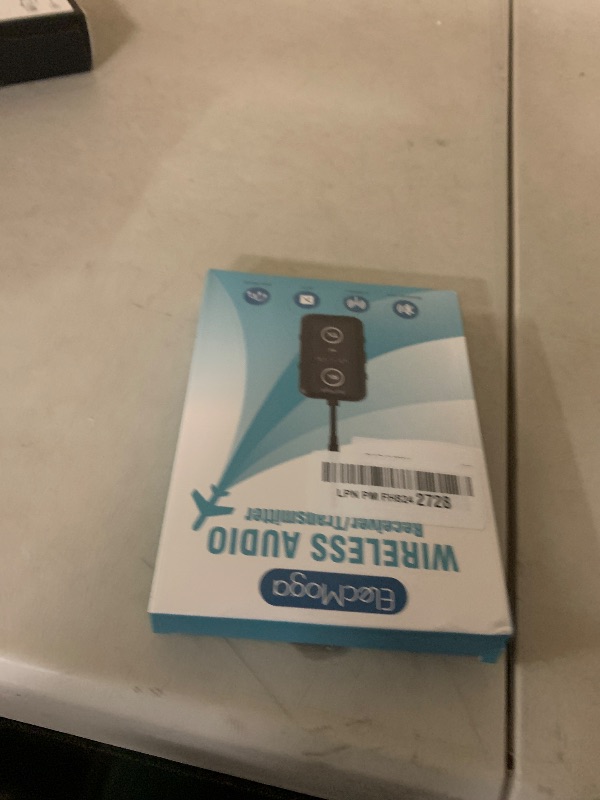 ElecMoga
WIRELESS AUDIO
Receiver/Transmitter
LPN PM FH824 2728